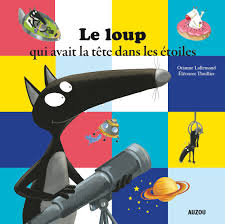 Le loup
qui avait la tête dans les étoiles
Orianne Lallemand
Éléonore Thuillier
AUZOU